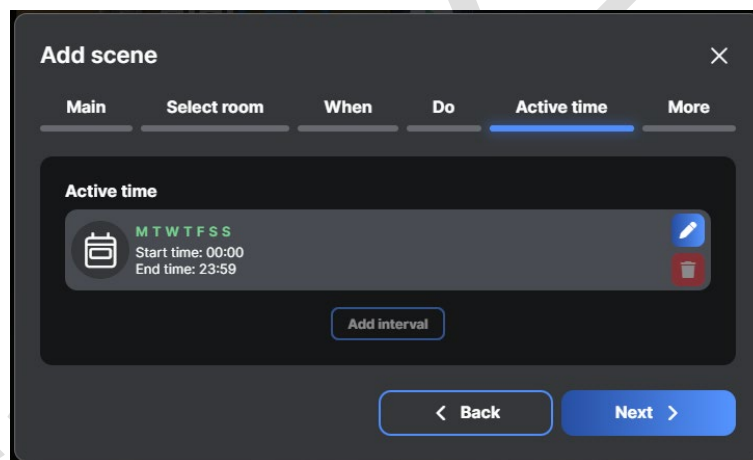 Add scene
Main Select room When Do Active time More
Active time
M T W T F S S
Start time: 00:00
End time: 23:59
Add interval
Back Next